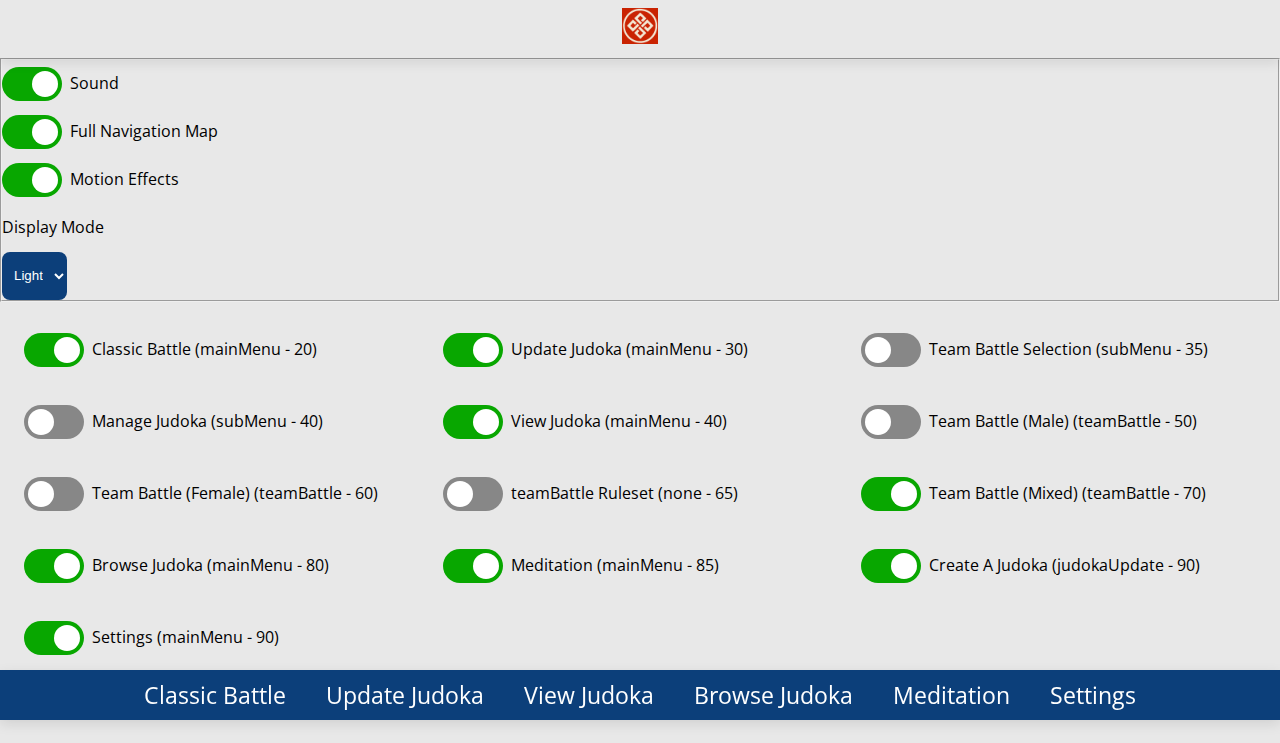 Sound
Full Navigation Map
Motion Effects
Display Mode
Light
Classic Battle (mainMenu - 20)
Update Judoka (mainMenu - 30)
Team Battle Selection (subMenu - 35)
Manage Judoka (subMenu - 40)
View Judoka (mainMenu - 40)
Team Battle (Male) (teamBattle - 50)
Team Battle (Female) (teamBattle - 60)
teamBattle Ruleset (none - 65)
Team Battle (Mixed) (teamBattle - 70)
Browse Judoka (mainMenu - 80)
Meditation (mainMenu - 85)
Create A Judoka (judokaUpdate - 90)
Settings (mainMenu - 90)
Classic Battle Update Judoka View Judoka Browse Judoka Meditation Settings